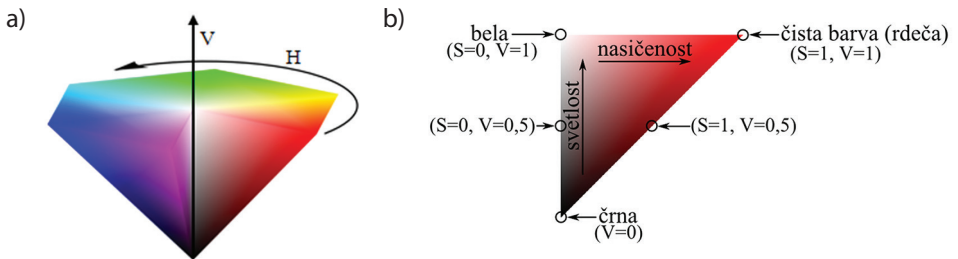 a)
V
H
b)
bela
(S=0, V=1)
čista barva (rdeča)
(S=1, V=1)
nasičenost
svetlost
(S=0, V=0,5)
(S=1, V=0,5)
črna
(V=0)